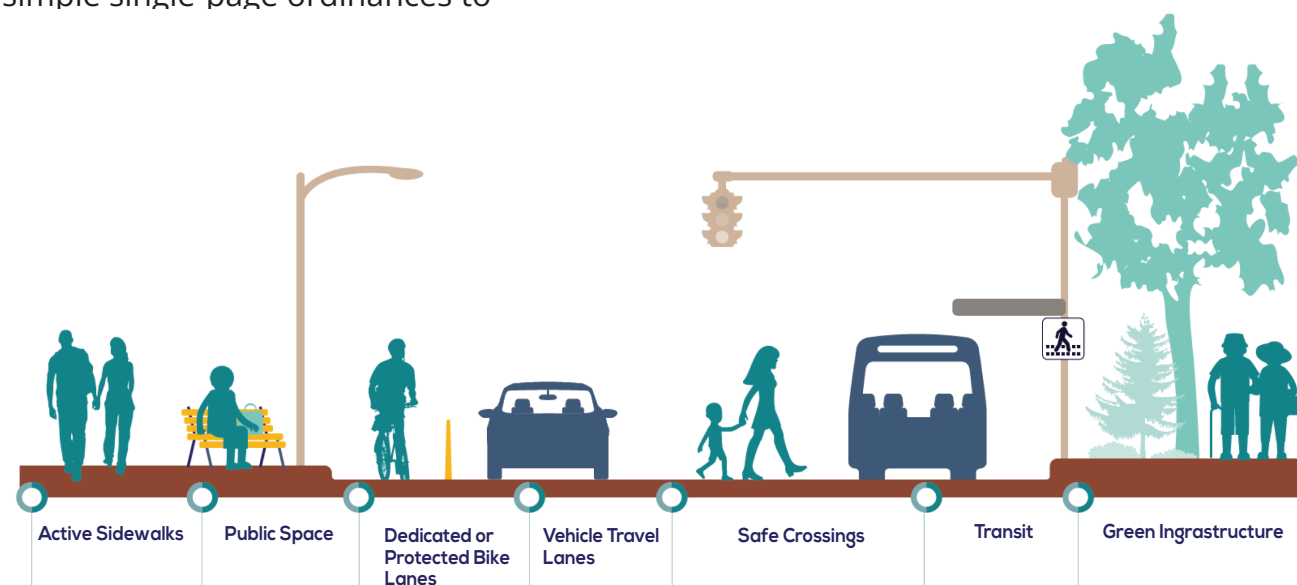 simple single-page ordinances to
Active Sidewalks
Public Space
Dedicated or
Protected Bike
Lanes
Vehicle Travel
Lanes
Safe Crossings
Transit
Green Ingrastructure